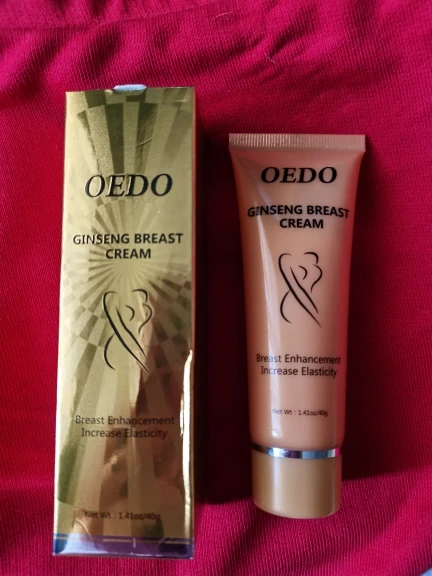 OEDO
GINSENG BREAST
CREAM
Breast Enhancement
Increase Elasticity
Net Wt : 1.41oz/40g
OEDO
GINSENG BREAST
CREAM
Breast Enhancement
Increase Elasticity
Net Wt : 1.41oz/40g